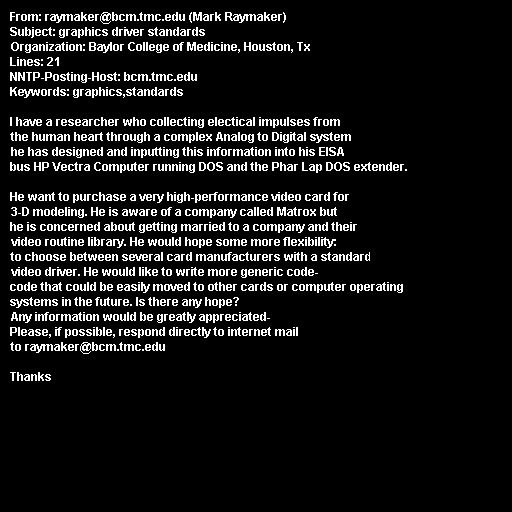 From: raymaker@bcm.tmc.edu (Mark Raymaker)
Subject: graphics driver standards
Organization: Baylor College of Medicine, Houston, Tx
Lines: 21
NNTP-Posting-Host: bcm.tmc.edu
Keywords: graphics,standards

I have a researcher who collecting electical impulses from
the human heart through a complex Analog to Digital system
he has designed and inputting this information into his EISA
bus HP Vectra Computer running DOS and the Phar Lap DOS extender.

He want to purchase a very high-performance video card for
3-D modeling. He is aware of a company called Matrox but
he is concerned about getting married to a company and their
video routine library. He would hope some more flexibility:
to choose between several card manufacturers with a standard
video driver. He would like to write more generic code-
code that could be easily moved to other cards or computer operating
systems in the future. Is there any hope?
Any information would be greatly appreciated-
Please, if possible, respond directly to internet mail
to raymaker@bcm.tmc.edu

Thanks